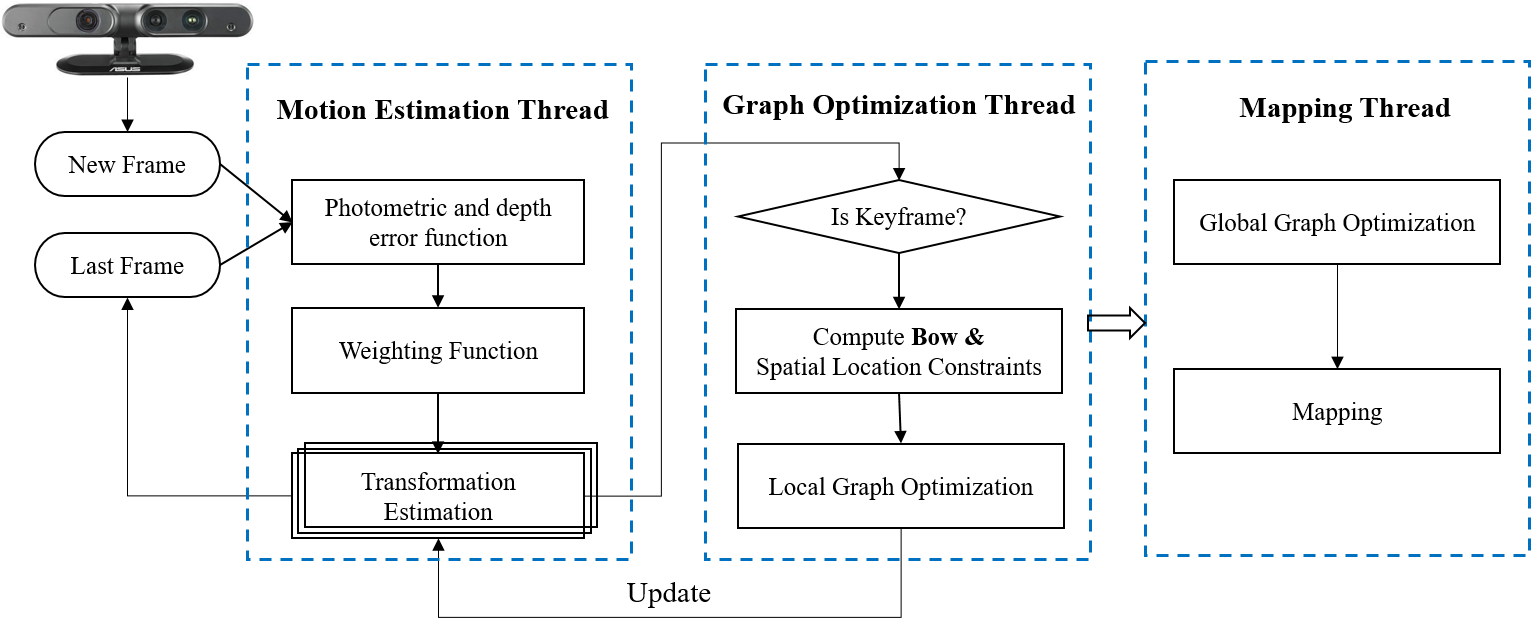 ASUS
New Frame
Last Frame
Motion Estimation Thread
Photometric and depth
error function
Weighting Function
Transformation
Estimation
Graph Optimization Thread
Is Keyframe?
Compute Bow &
Spatial Location Constraints
Local Graph Optimization
Update
Mapping Thread
Global Graph Optimization
Mapping